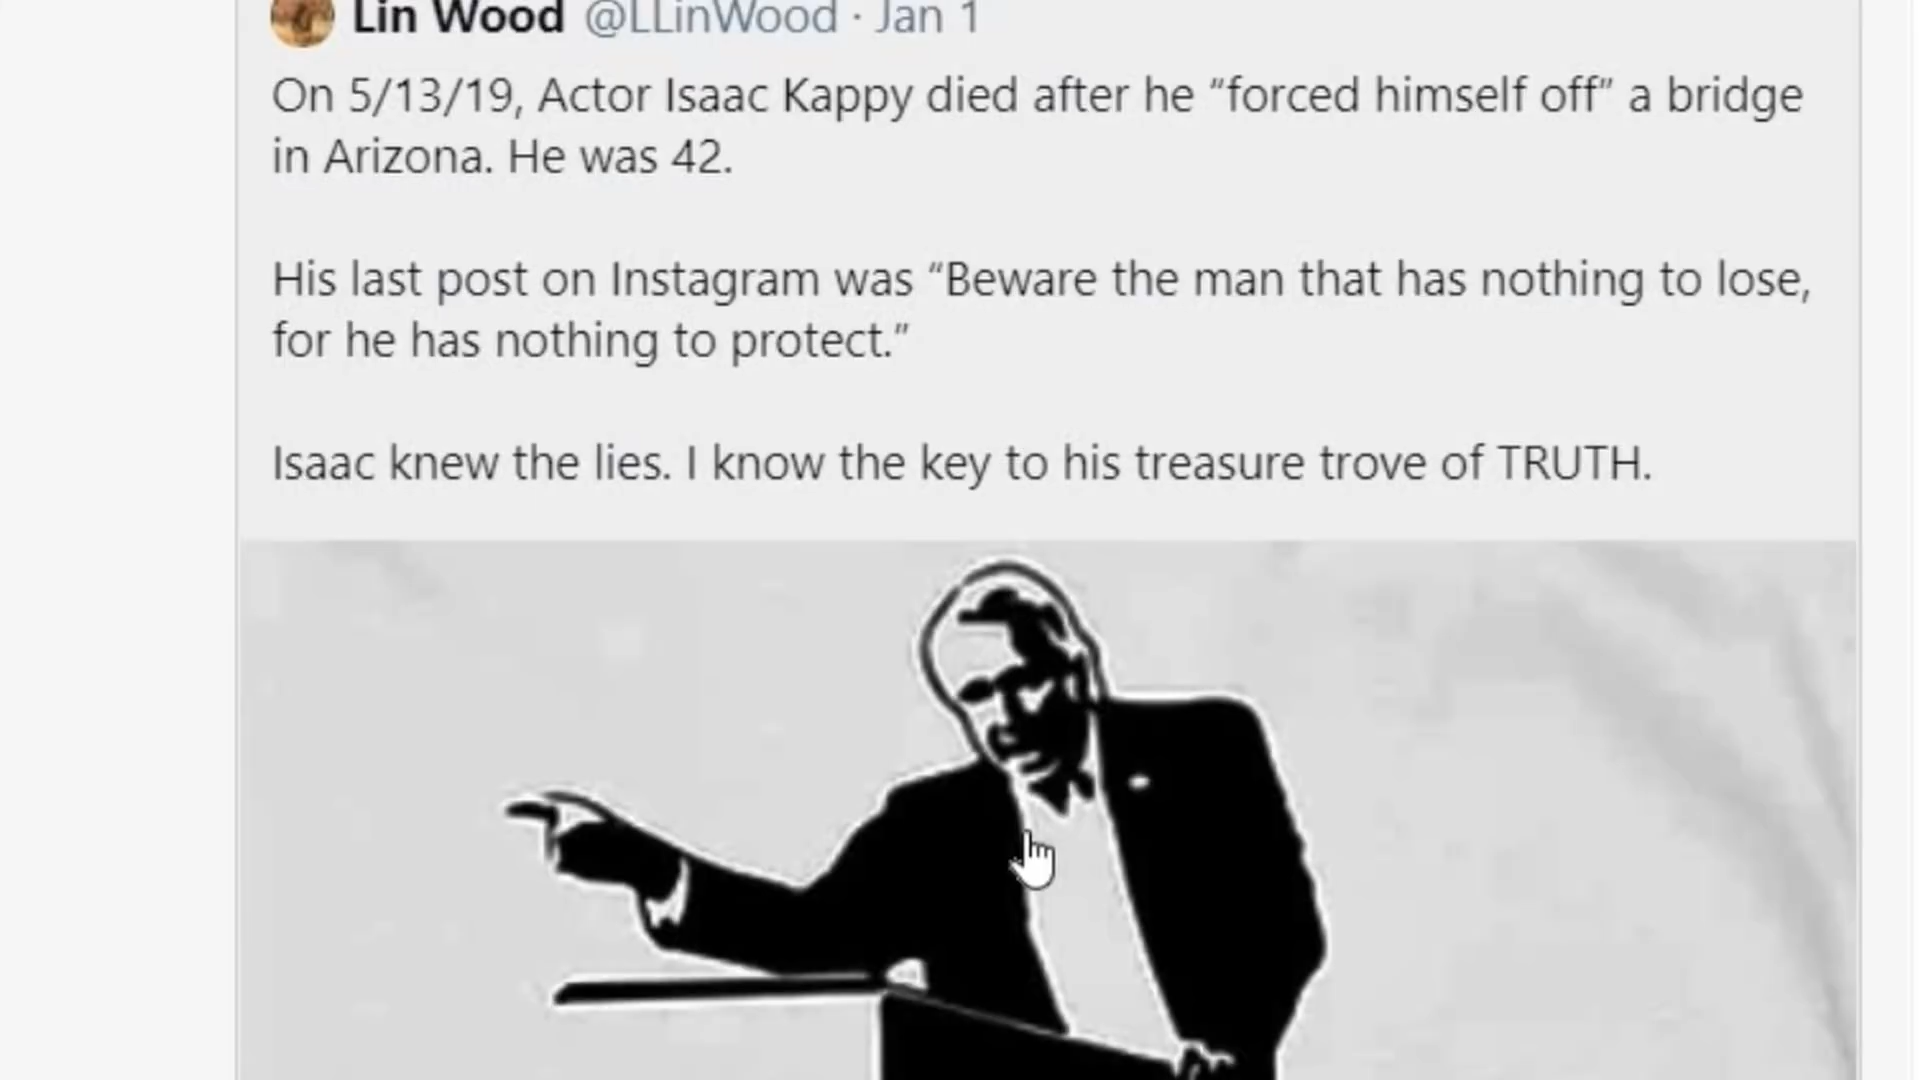 Lin Wood @LLinWood · Jan 1
On 5/13/19, Actor Isaac Kappy died after he “forced himself off” a bridge
in Arizona. He was 42.
His last post on Instagram was “Beware the man that has nothing to lose,
for he has nothing to protect.”
Isaac knew the lies. I know the key to his treasure trove of TRUTH.